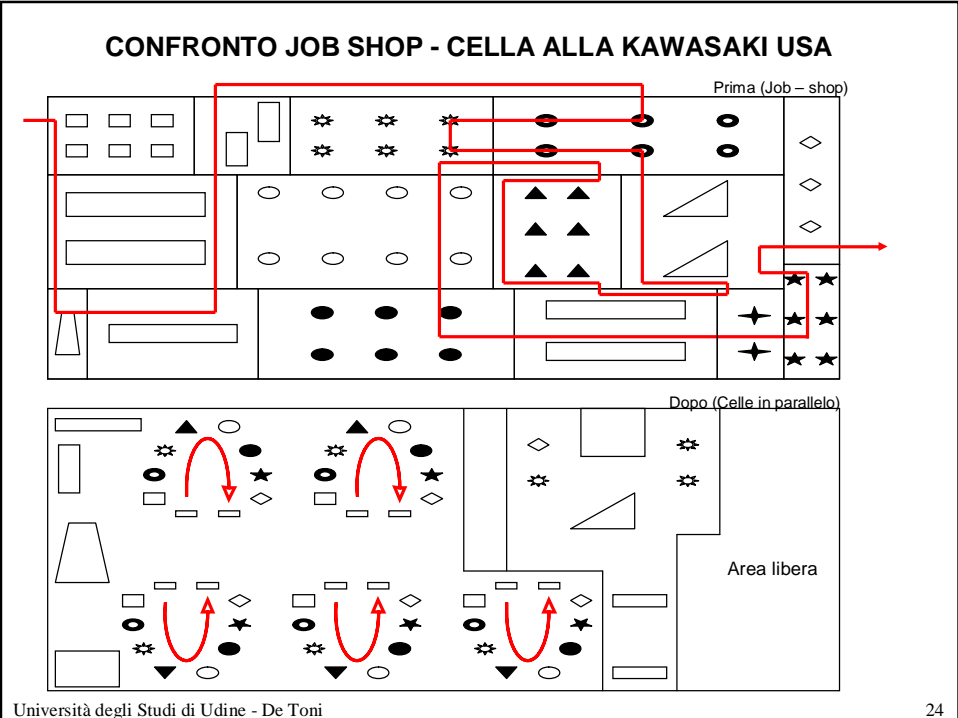 CONFRONTO JOB SHOP - CELLA ALLA KAWASAKI USA
Prima (Job – shop)
Dopo (Celle in parallelo)
Area libera
Università degli Studi di Udine - De Toni
24